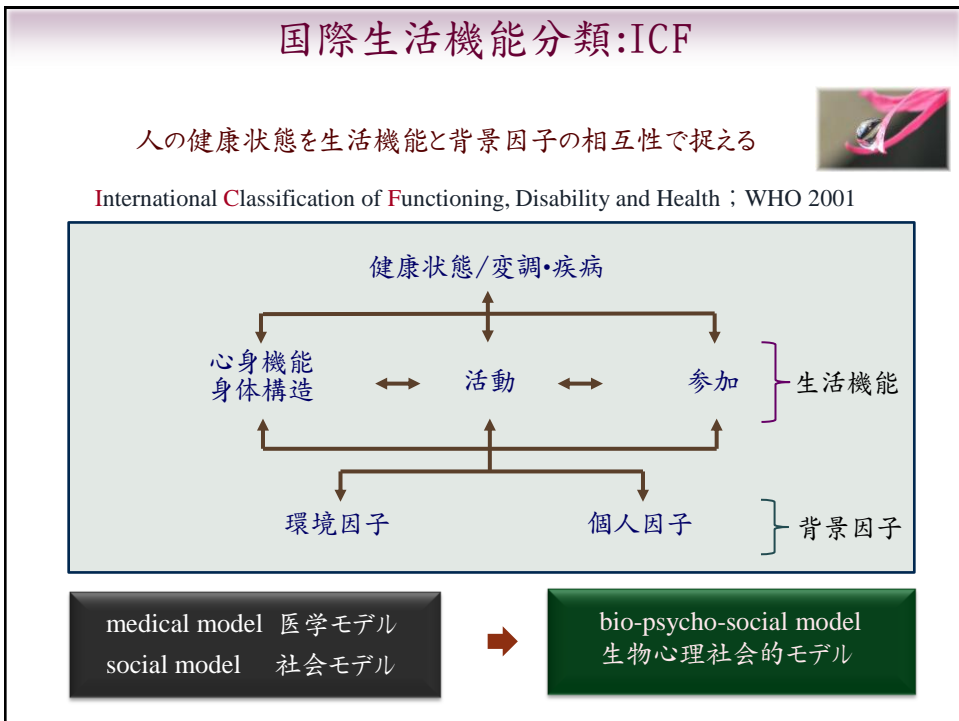 国際生活機能分類:ICF
人の健康状態を生活機能と背景因子の相互性で捉える
International Classification of Functioning, Disability and Health；WHO 2001
健康状態/変調・疾病
心身機能
身体構造
活動
参加
生活機能
環境因子
個人因子
背景因子
medical model 医学モデル
social model 社会モデル
bio-psycho-social model
生物心理社会的モデル